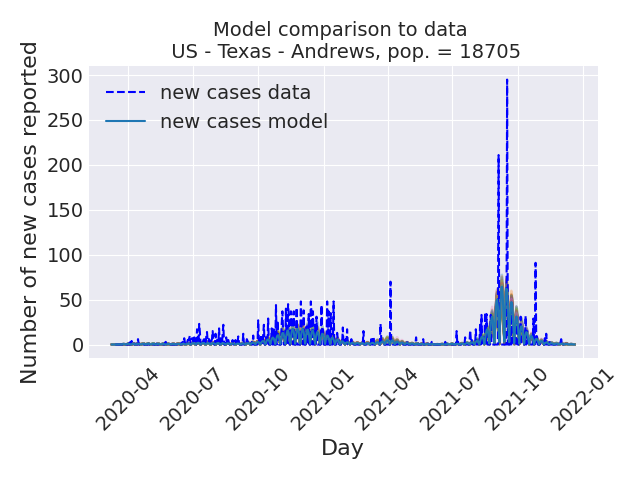 Model comparison to data
US - Texas - Andrews, pop. = 18705
Number of new cases reported
300
250
200
150
100
50
0
new cases data
new cases model
2020-04
2020-07
2020-10
2021-01
2021-04
2021-07
2021-10
2022-01
Day